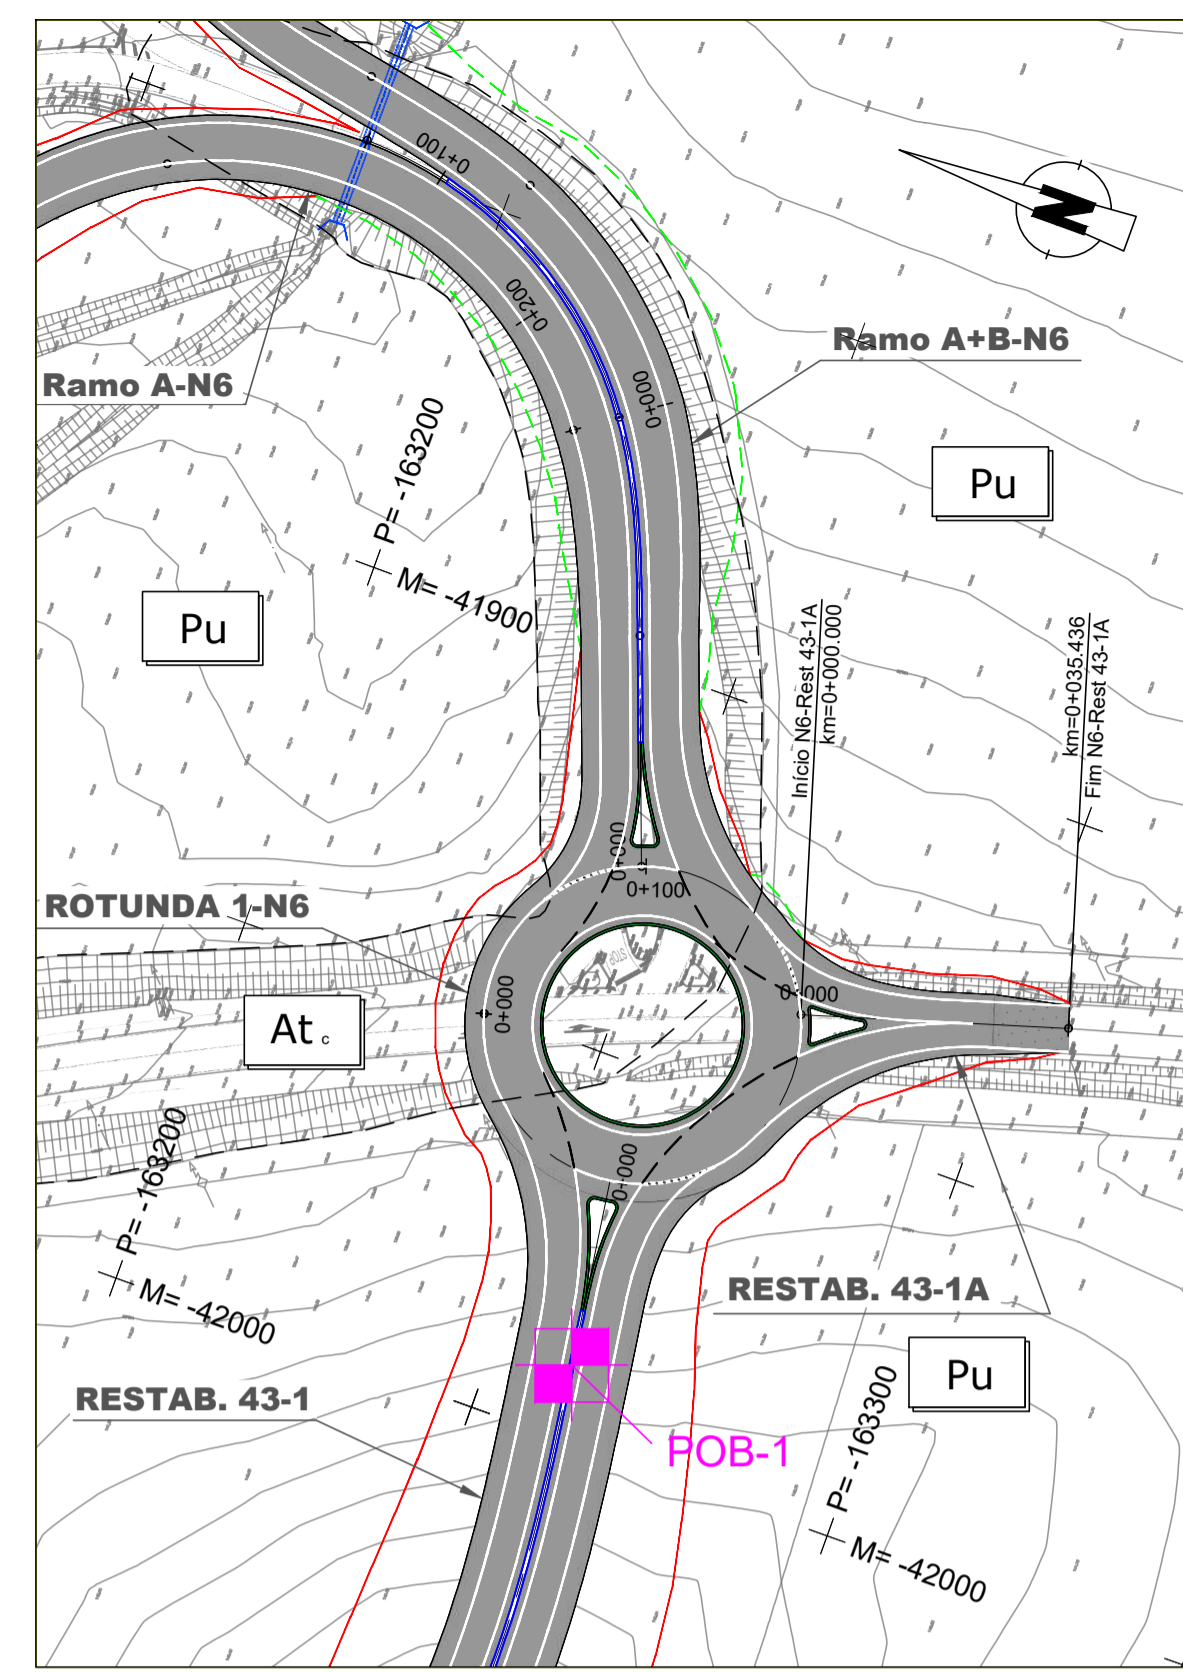 0+100
N
0+200
Ramo A+B-N6
Ramo A-N6
0+000
P= -163200
M= -41900
Pu
Pu
Início N6-Rest 43-1A
km=0+000.000
km=0+035.436
Fim N6-Rest 43-1A
0+000
0+100
ROTUNDA 1-N6
STOP
0+000
0+000
At c
0+000
P= -163200
M= -42000
RESTAB. 43-1A
Pu
RESTAB. 43-1
POB-1
P= -163300
M= -42000